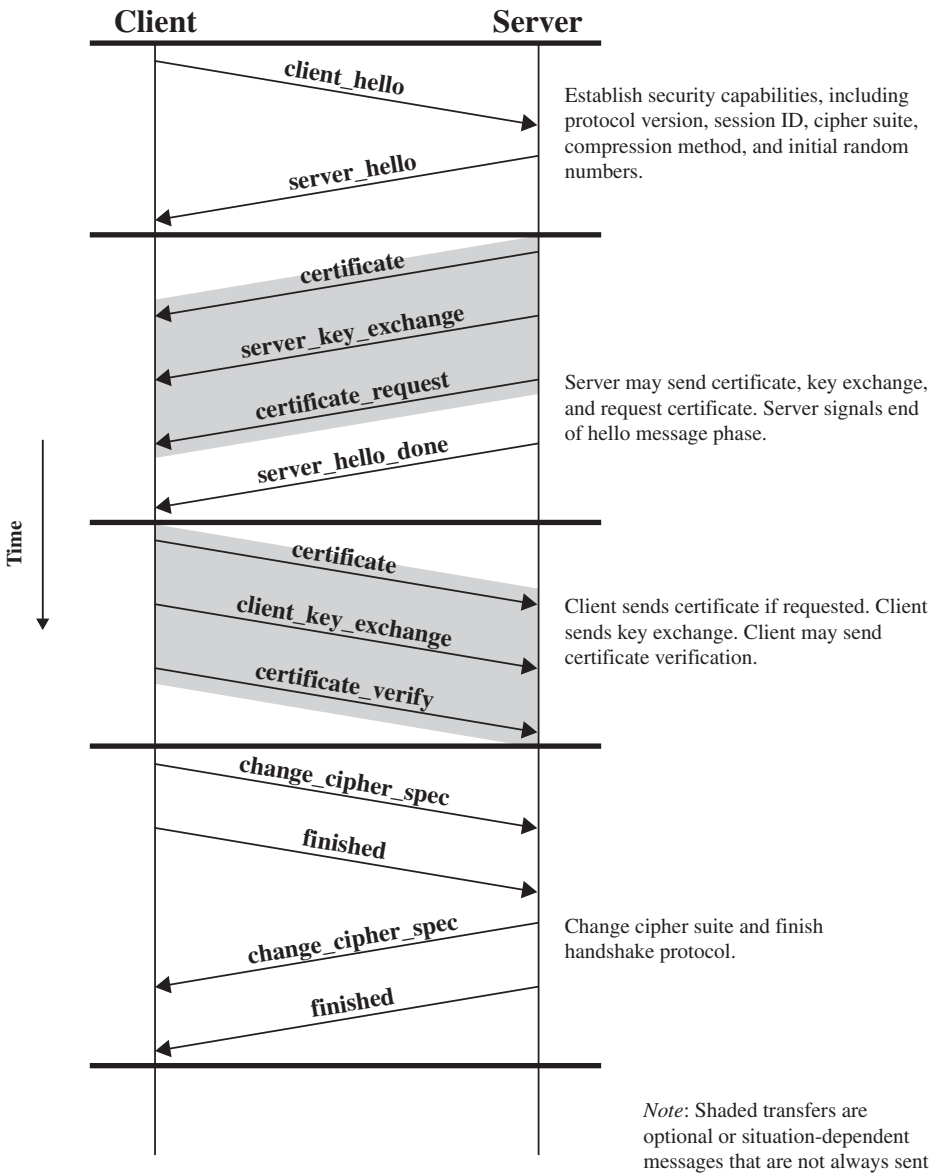 Client
Server
client_hello
Establish security capabilities, including
protocol version, session ID, cipher suite,
compression method, and initial random
numbers.
server_hello
certificate
server_key_exchange
certificate_request
Server may send certificate, key exchange,
and request certificate. Server signals end
of hello message phase.
server_hello_done
Time
certificate
client_key_exchange
Client sends certificate if requested. Client
sends key exchange. Client may send
certificate verification.
certificate_verify
change_cipher_spec
finished
change_cipher_spec
Change cipher suite and finish
handshake protocol.
finished
Note: Shaded transfers are
optional or situation-dependent
messages that are not always sent